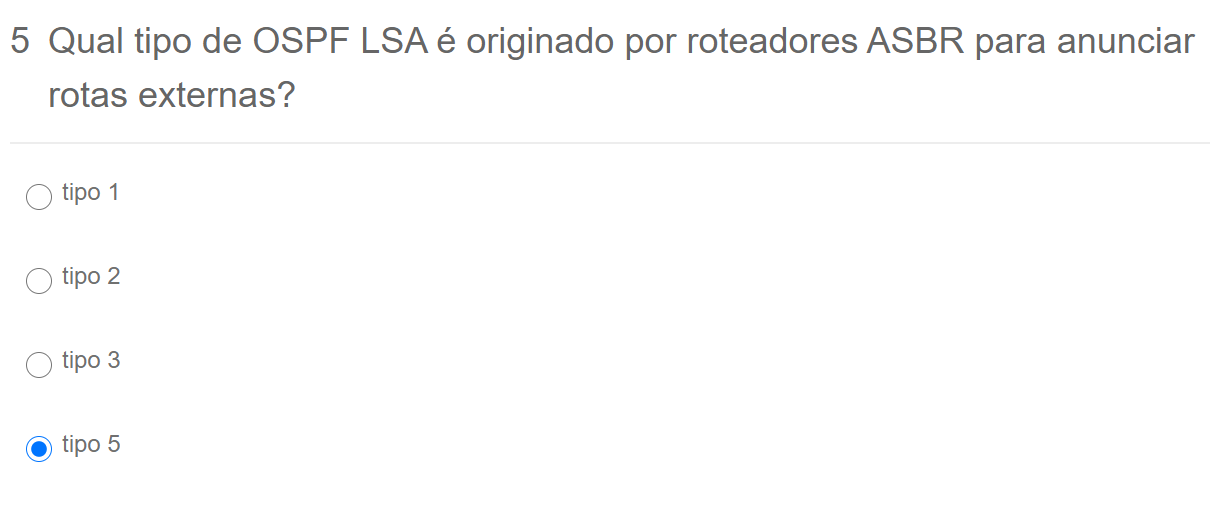 5 Qual tipo de OSPF LSA é originado por roteadores ASBR para anunciar
rotas externas?
tipo 1
tipo 2
tipo 3
tipo 5